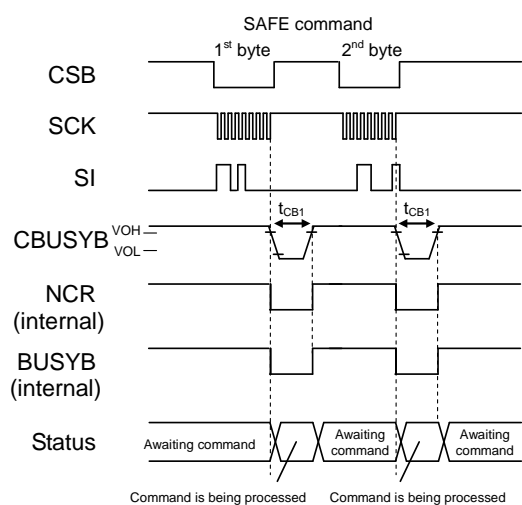 SAFE command
1st byte 2nd byte
CSB
SCK
SI
tCB1 tCB1
CBUSYB VOH VOL
NCR
(internal)
BUSYB
(internal)
Status
Awaiting command
Awaiting
command
Awaiting
command
Command is being processed Command is being processed